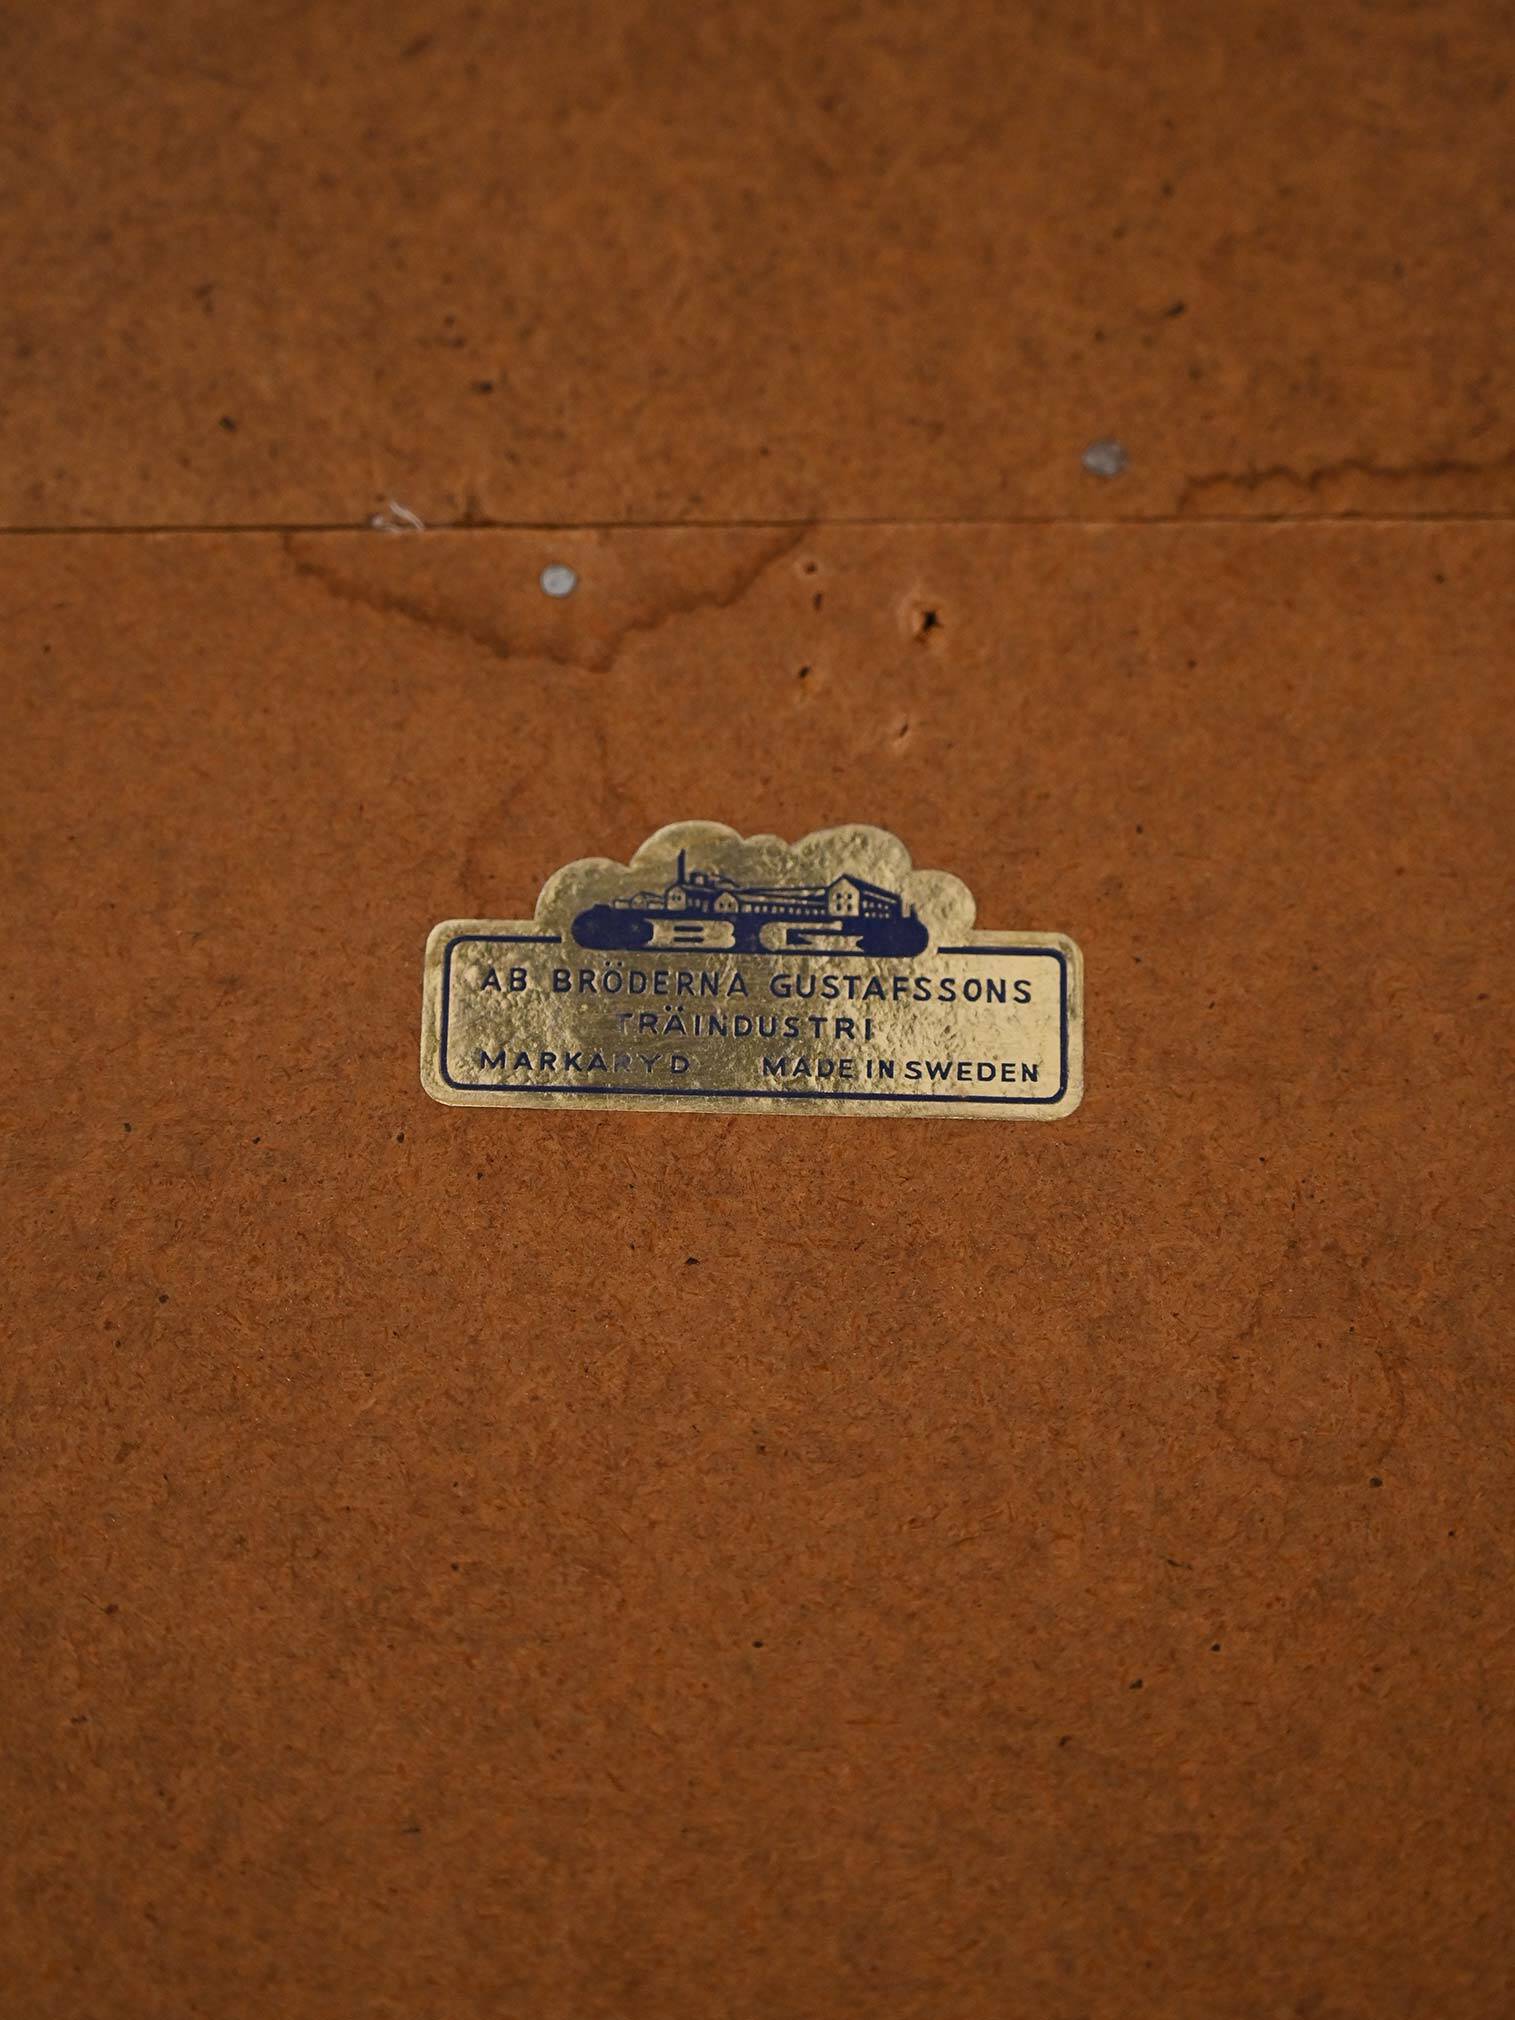 BG
AB BRÖDERNA GUSTAFSSONS
TRÄINDUSTRI
MARKARYD MADE IN SWEDEN